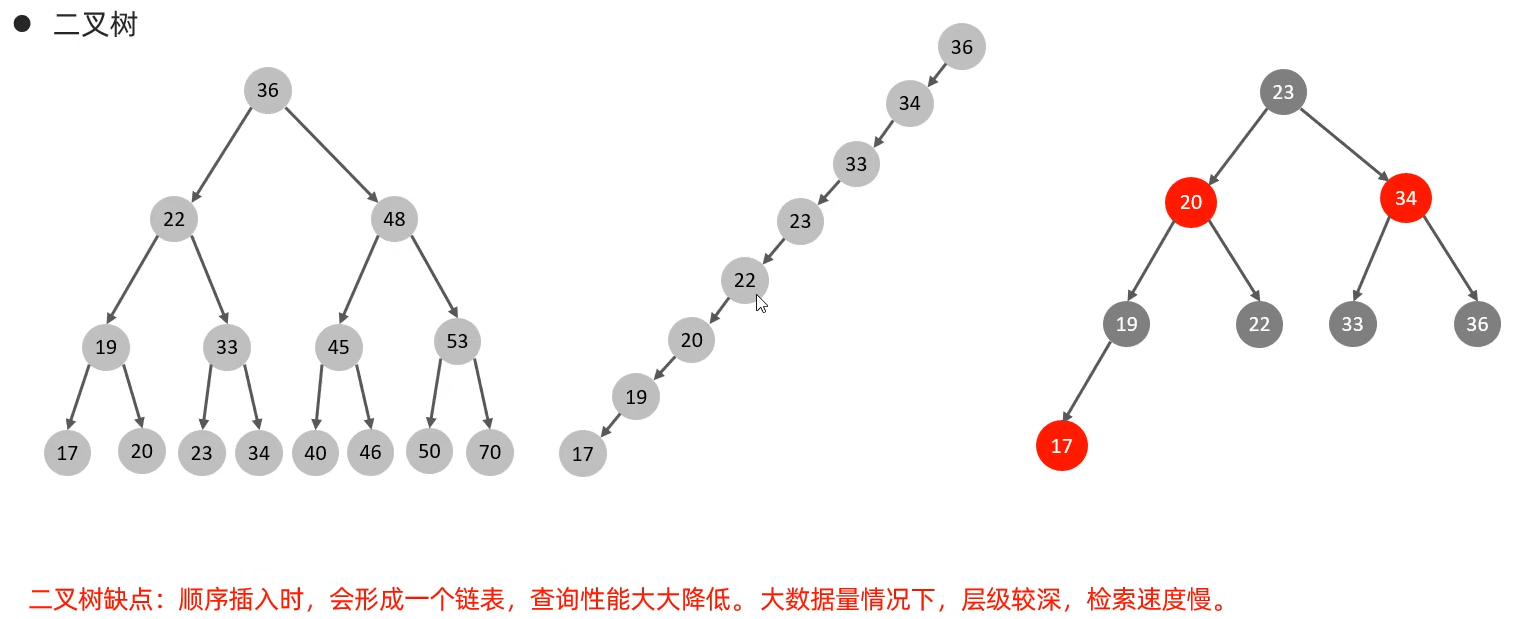 ● 二叉树
36
22 48
19 33 45 53
17 20 23 34 40 46 50 70
36
34
33
23
22
20
19
17
23
20 34
19 22 33 36
17
二叉树缺点：顺序插入时，会形成一个链表，查询性能大大降低。大数据量情况下，层级较深，检索速度慢。